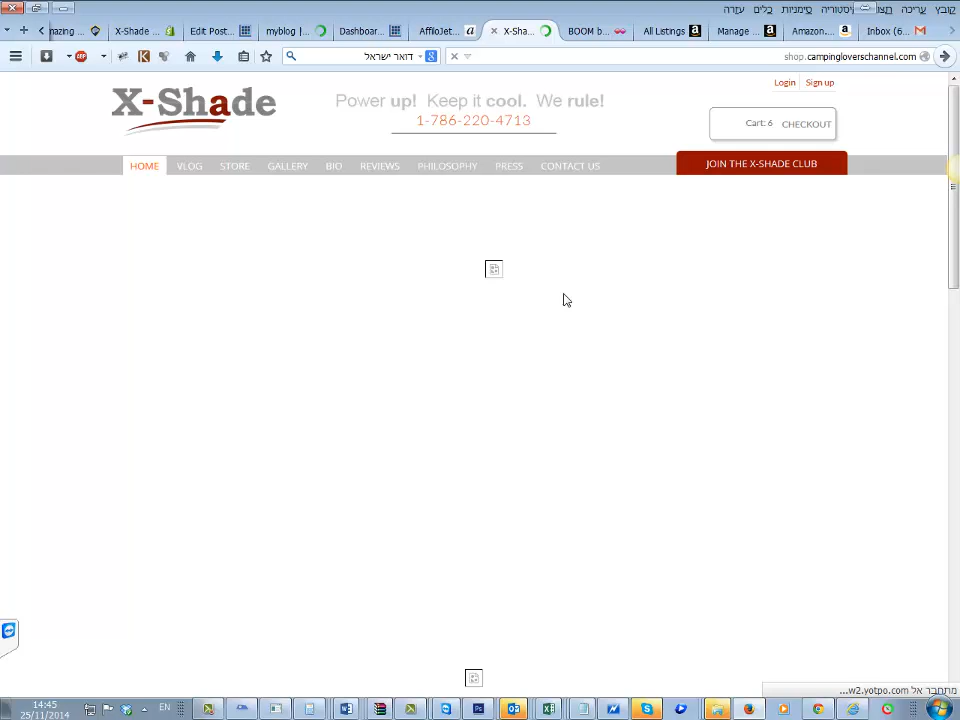 קובץ עריכה תצו היסטוריה סימניות כלים עזרה
nazing ...
X-Shade ...
Edit Post...
myblog |...
Dashboar...
AffiloJet...
X-Sha...
BOOM b...
All Listings
Manage ...
Amazon...
Inbox (6...
דואר ישראל
shop.campingloverschannel.com
Login Sign up
X-Shade
Power up! Keep it cool. We rule!
1-786-220-4713
Cart: 6 CHECKOUT
HOME VLOG STORE GALLERY BIO REVIEWS PHILOSOPHY PRESS CONTACT US
JOIN THE X-SHADE CLUB
מתחבר אל w2.yotpo.com...
EN
14:45
25/11/2014